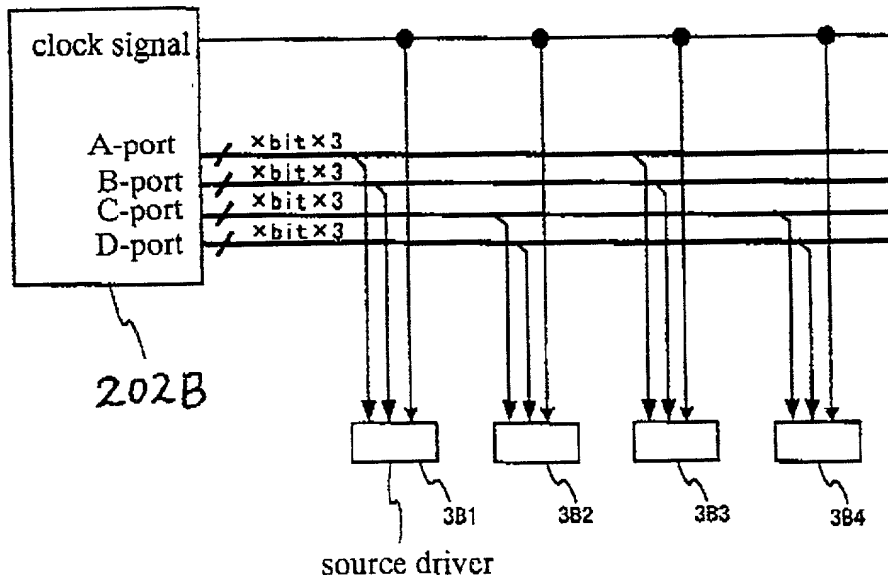 clock signal
A-port ×bit×3
B-port ×bit×3
C-port ×bit×3
D-port ×bit×3
202B
3B1
3B2
3B3
3B4
source driver